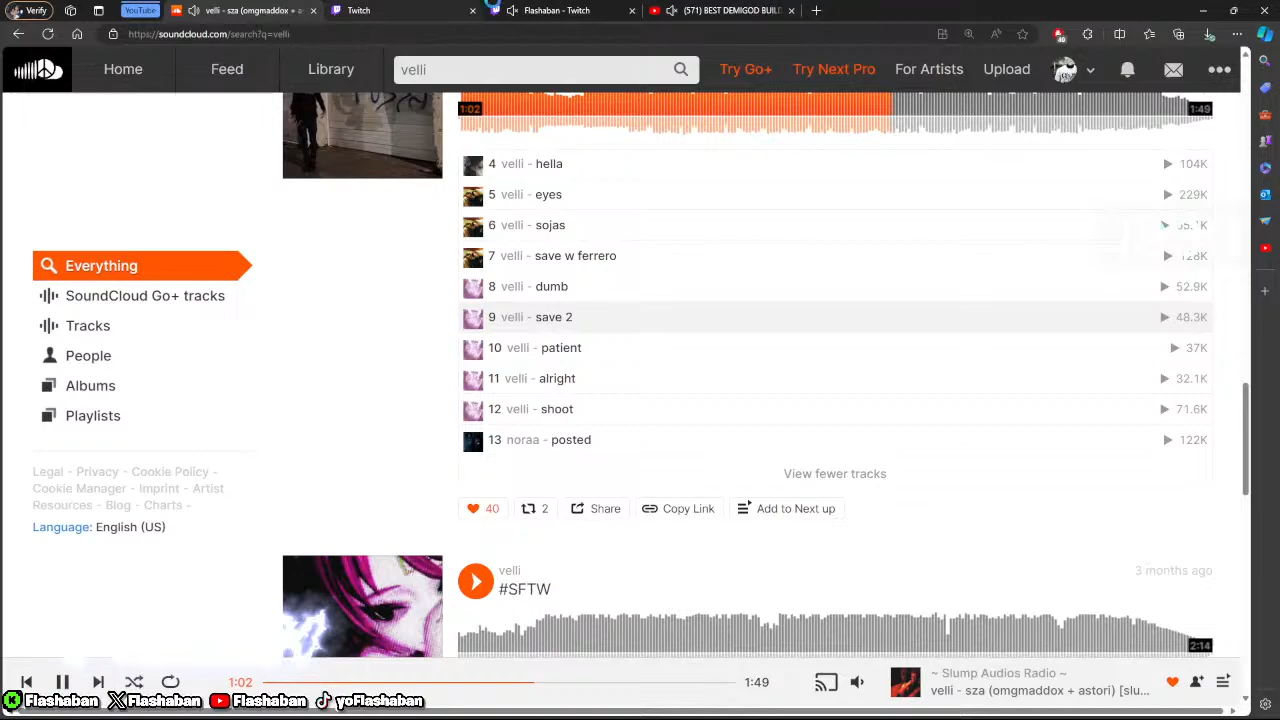 Verify
YouTube
velli - sza (omgmaddox + as
Twitch
Flashaban - Twitch
(571) BEST DEMIGOD BUIL
https://soundcloud.com/search?q=velli
40
Home
Feed
Library
velli
Try Go+
Try Next Pro
For Artists
Upload
1:02
1:49
4 velli - hella 104K
5 velli - eyes 229K
6 velli - sojas
7 velli - save w ferrero 128K
8 velli - dumb 52.9K
9 velli - save 2 48.3K
10 velli - patient 37K
11 velli - alright 32.1K
12 velli - shoot 71.6K
13 noraa - posted 122K
View fewer tracks
40
2
Share
Copy Link
Add to Next up
Everything
SoundCloud Go+ tracks
Tracks
People
Albums
Playlists
Legal - Privacy - Cookie Policy -
Cookie Manager - Imprint - Artist
Resources - Blog - Charts -
Language: English (US)
velli
3 months ago
#SFTW
2:14
1:02
1:49
~ Slump Audios Radio ~
velli - sza (omgmaddox + astori) [slu...
Flashaban
Flashaban
Flashaban
yoFlashaban